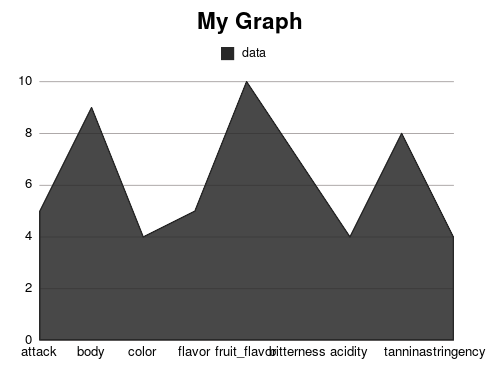 My Graph
data
10
8
6
4
2
0
attack body color flavor fruit_flavor bitterness acidity tannin astringency